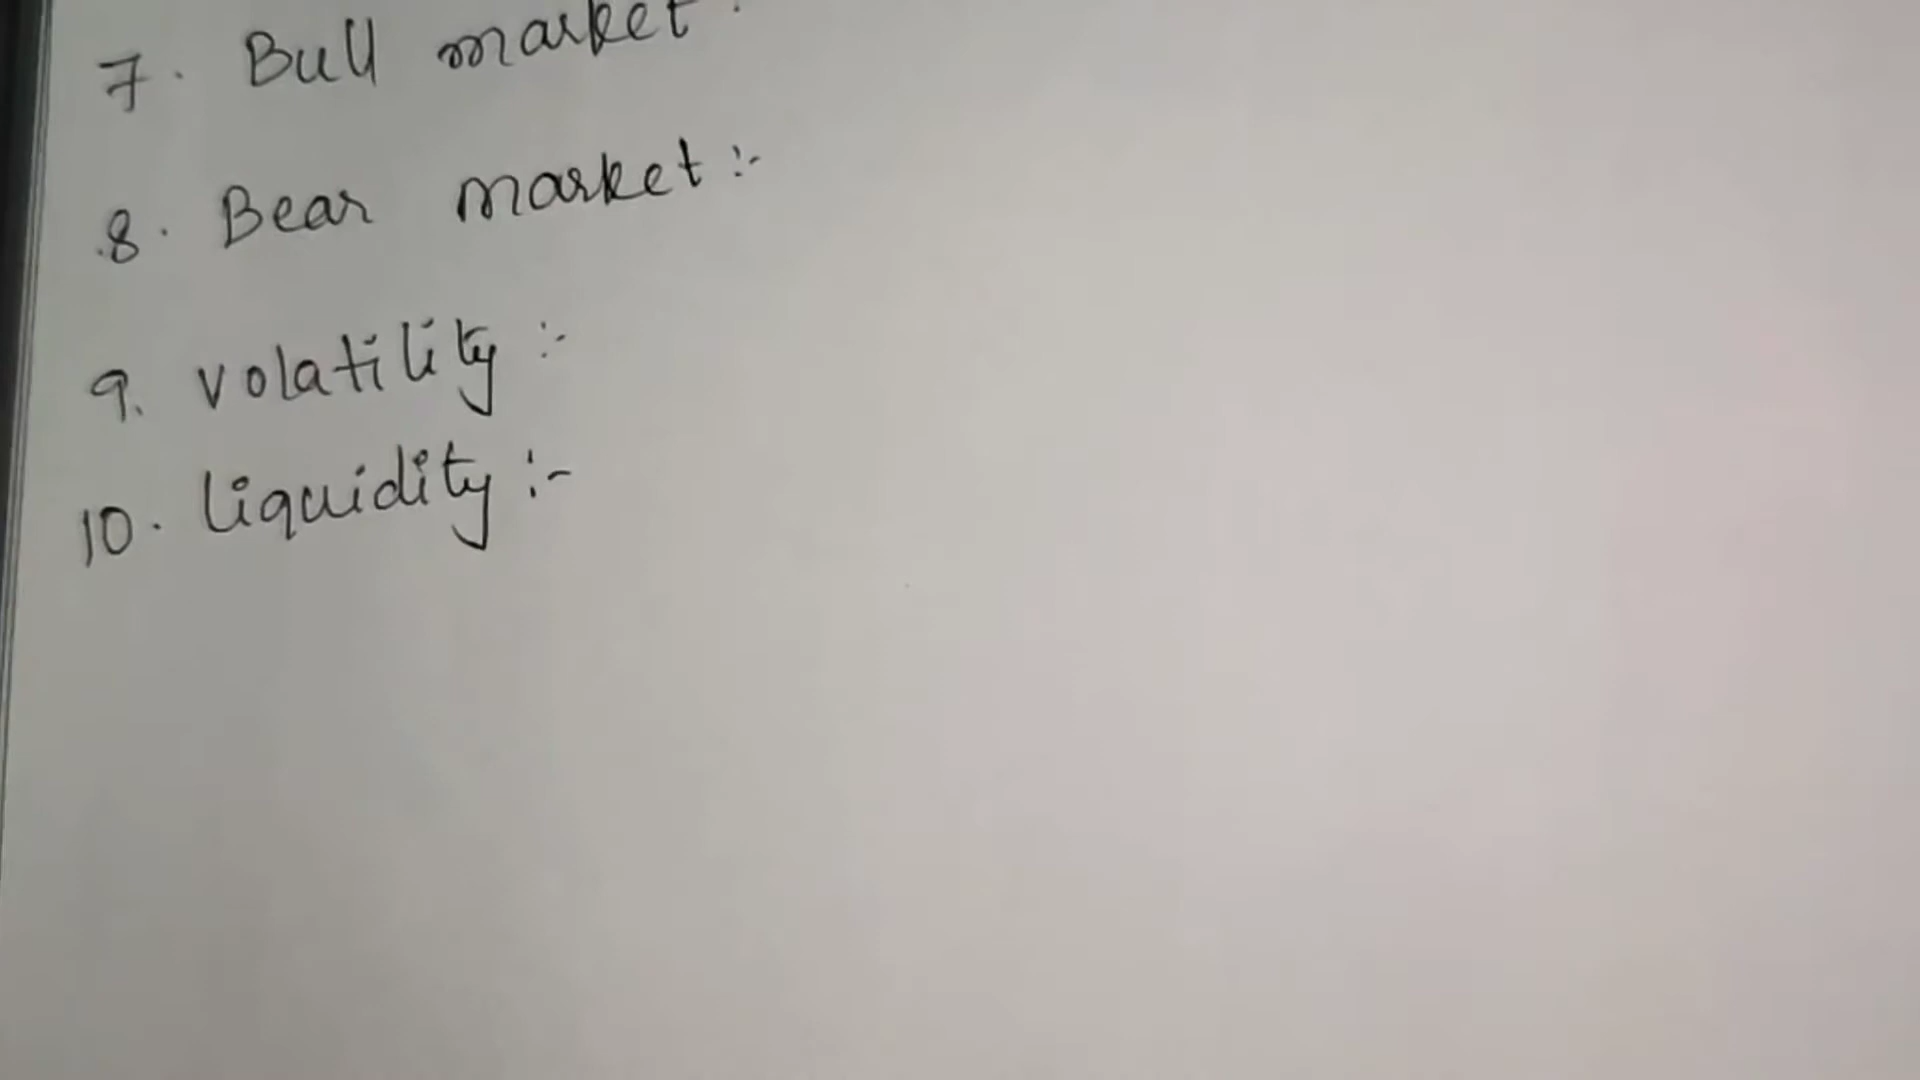 7. Bull market :
8. Bear market :-
9. volatility :-
10. liquidity :-